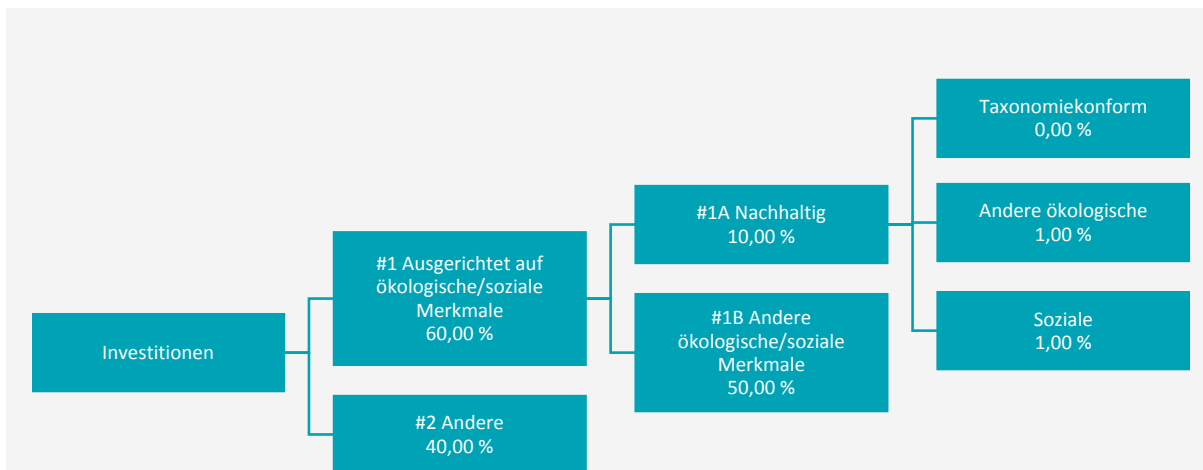 Investitionen
#1 Ausgerichtet auf
ökologische/soziale
Merkmale
60,00 %
#2 Andere
40,00 %
#1A Nachhaltig
10,00 %
#1B Andere
ökologische/soziale
Merkmale
50,00 %
Taxonomiekonform
0,00 %
Andere ökologische
1,00 %
Soziale
1,00 %